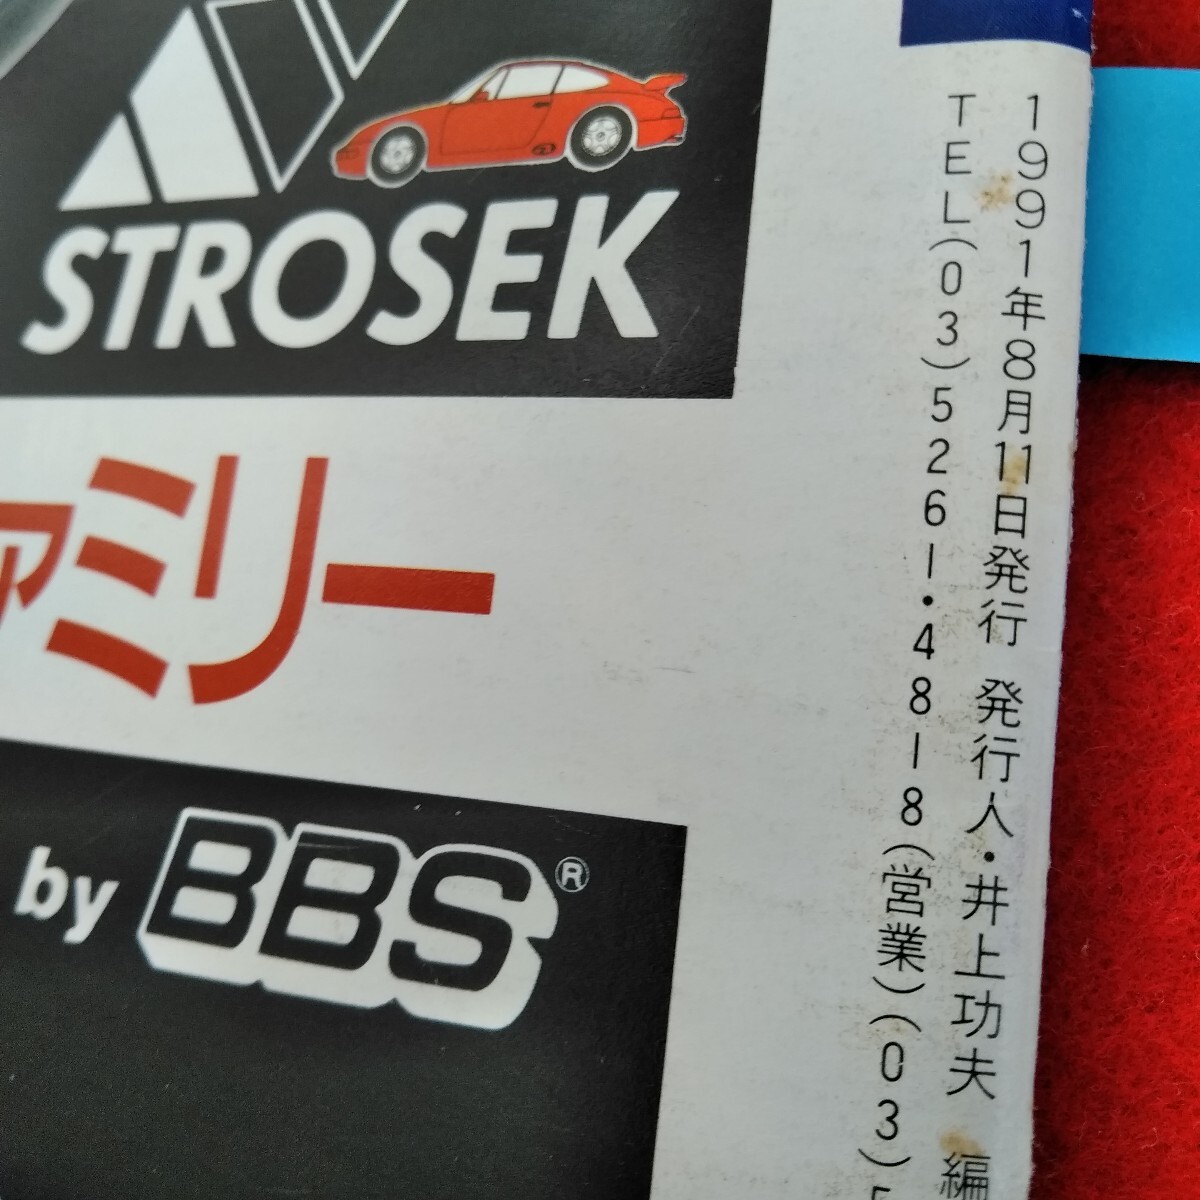 1991年8月11日発行 発行人・井上功夫 編
TEL(03)5261・4818(営業)(03)5
STROSEK
ァミリー
by BBS®